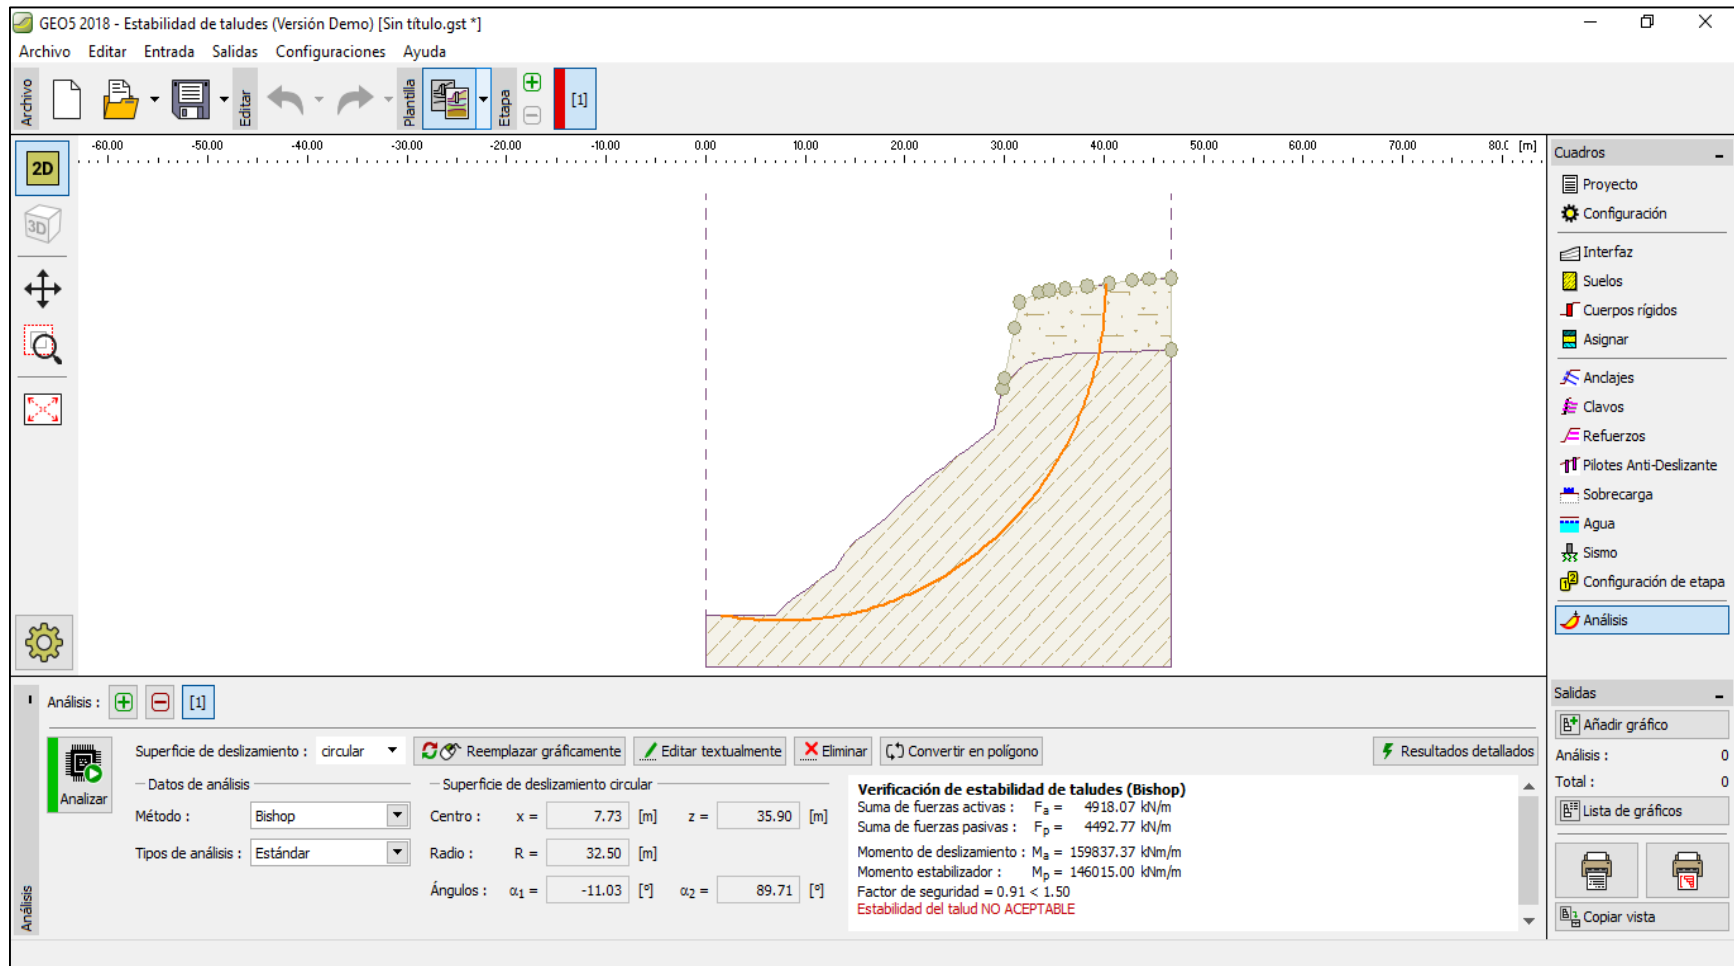 GEO5 2018 - Estabilidad de taludes (Versión Demo) [Sin título.gst *]
Archivo Editar Entrada Salidas Configuraciones Ayuda
Archivo
Editar
Plantilla
Etapa
[1]
2D
3D
-60.00 -50.00 -40.00 -30.00 -20.00 -10.00 0.00 10.00 20.00 30.00 40.00 50.00 60.00 70.00 80.0 [m]
Cuadros
Proyecto
Configuración
Interfaz
Suelos
Cuerpos rígidos
Asignar
Anclajes
Clavos
Refuerzos
Pilotes Anti-Deslizante
Sobrecarga
Agua
Sismo
Configuración de etapa
Análisis
Análisis : [1]
Analizar
Superficie de deslizamiento : circular Reemplazar gráficamente Editar textualmente Eliminar Convertir en polígono Resultados detallados
Datos de análisis
Método : Bishop
Tipos de análisis : Estándar
Superficie de deslizamiento circular
Centro : x = 7.73 [m] z = 35.90 [m]
Radio : R = 32.50 [m]
Ángulos : α1 = -11.03 [°] α2 = 89.71 [°]
Verificación de estabilidad de taludes (Bishop)
Suma de fuerzas activas : Fa = 4918.07 kN/m
Suma de fuerzas pasivas : Fp = 4492.77 kN/m
Momento de deslizamiento : Ma = 159837.37 kNm/m
Momento estabilizador : Mp = 146015.00 kNm/m
Factor de seguridad = 0.91 < 1.50
Estabilidad del talud NO ACEPTABLE
Análisis
Salidas
Añadir gráfico
Análisis : 0
Total : 0
Lista de gráficos
Copiar vista